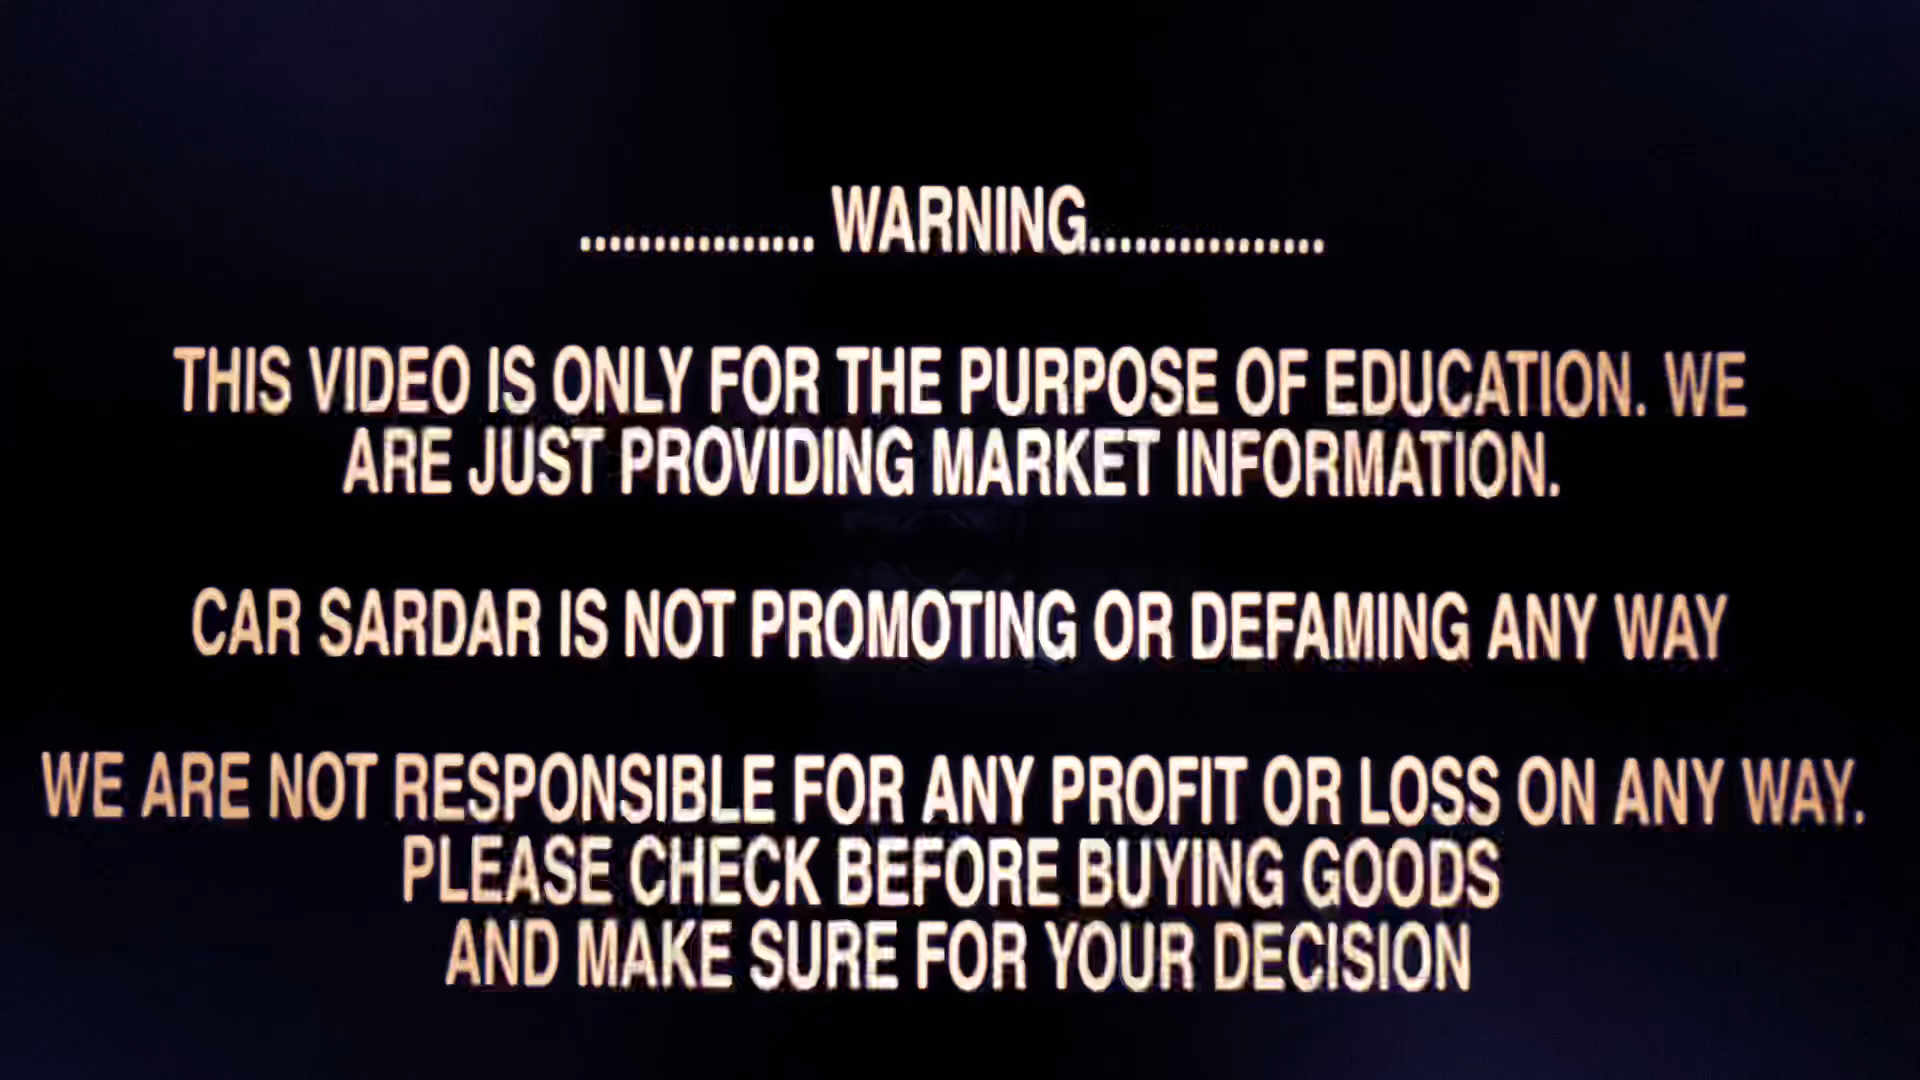 ................ WARNING................
THIS VIDEO IS ONLY FOR THE PURPOSE OF EDUCATION. WE
ARE JUST PROVIDING MARKET INFORMATION.
CAR SARDAR IS NOT PROMOTING OR DEFAMING ANY WAY
WE ARE NOT RESPONSIBLE FOR ANY PROFIT OR LOSS ON ANY WAY.
PLEASE CHECK BEFORE BUYING GOODS
AND MAKE SURE FOR YOUR DECISION